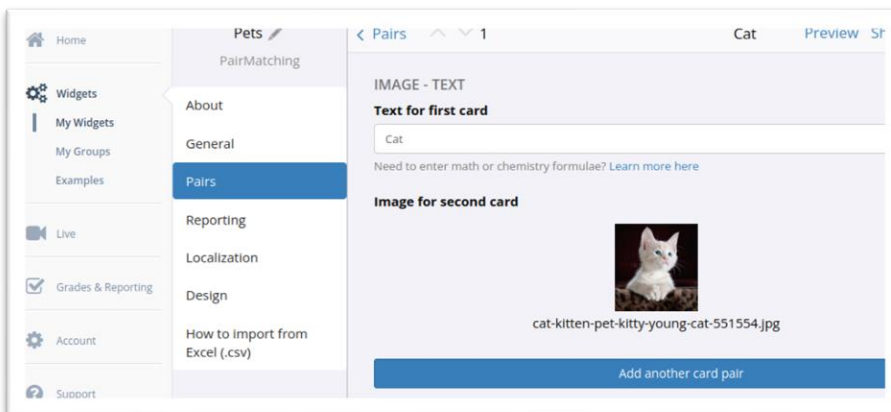 Home
Widgets
My Widgets
My Groups
Examples
Live
Grades & Reporting
Account
Support
Pets
PairMatching
About
General
Pairs
Reporting
Localization
Design
How to import from
Excel (.csv)
< Pairs 1 Cat Preview
IMAGE - TEXT
Text for first card
Cat
Need to enter math or chemistry formulae? Learn more here
Image for second card
cat-kitten-pet-kitty-young-cat-551554.jpg
Add another card pair